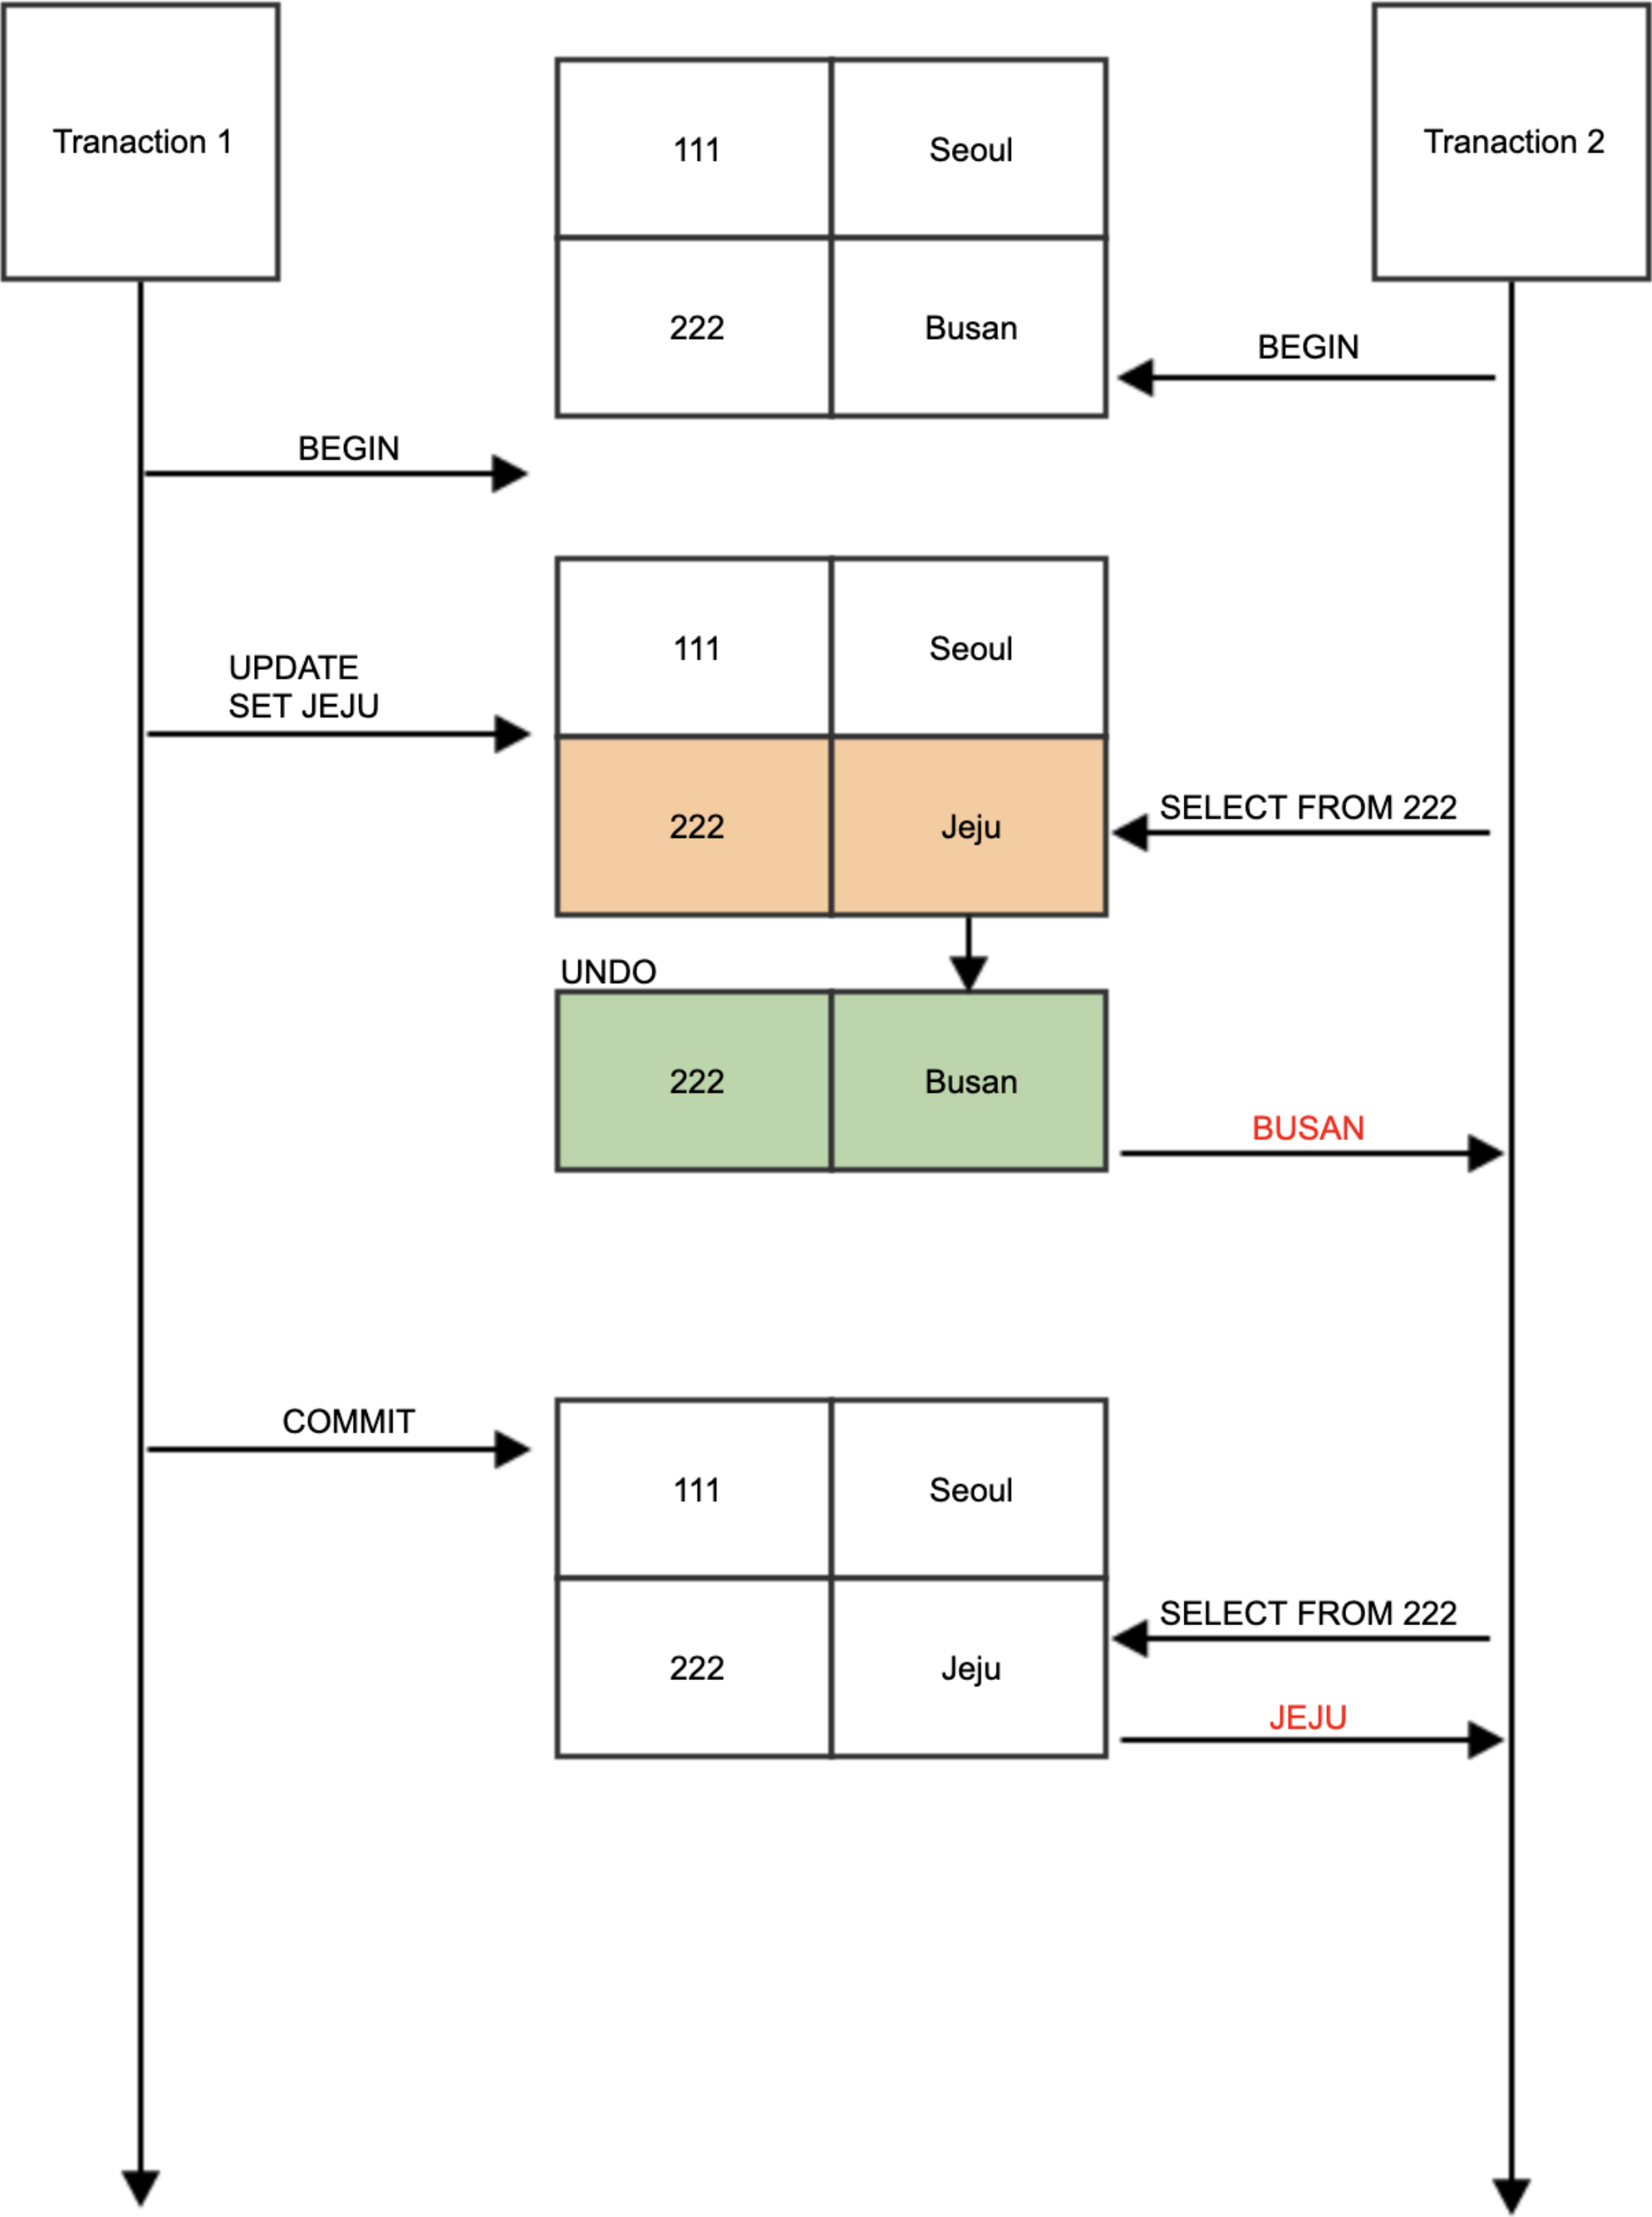 Tranaction 1
Tranaction 2
111 Seoul
222 Busan
BEGIN
BEGIN
111 Seoul
UPDATE
SET JEJU
222 Jeju
SELECT FROM 222
UNDO
222 Busan
BUSAN
COMMIT
111 Seoul
SELECT FROM 222
222 Jeju
JEJU